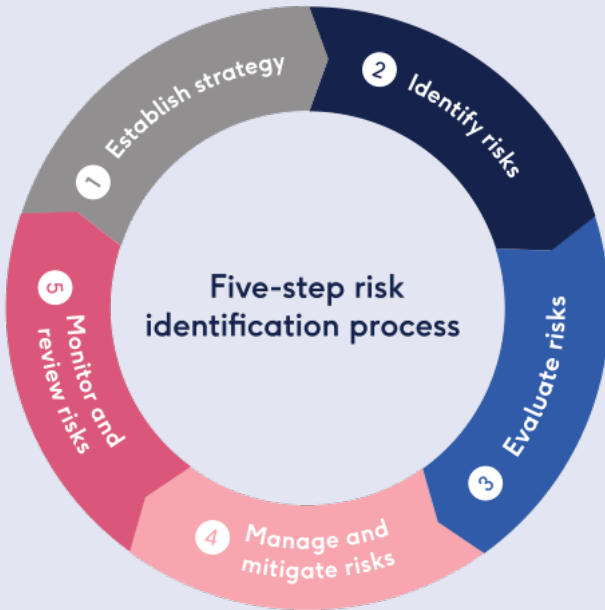 Five-step risk
identification process
1
Establish strategy
2
Identify risks
3
Evaluate risks
4
Manage and
mitigate risks
5
Monitor and
review risks